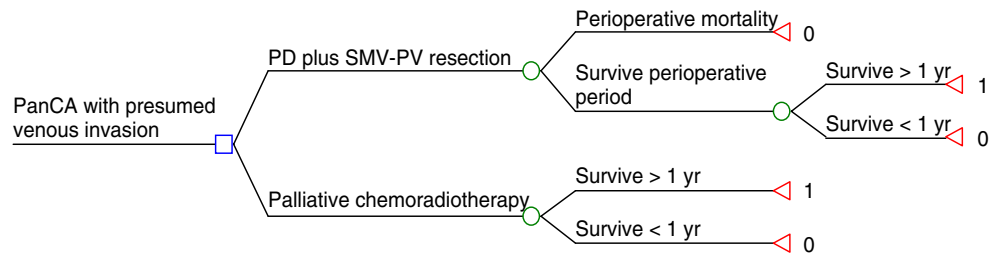 Perioperative mortality
0
PD plus SMV-PV resection
Survive perioperative
period
Survive > 1 yr
1
PanCA with presumed
venous invasion
Survive < 1 yr
0
Palliative chemoradiotherapy
Survive > 1 yr
1
Survive < 1 yr
0